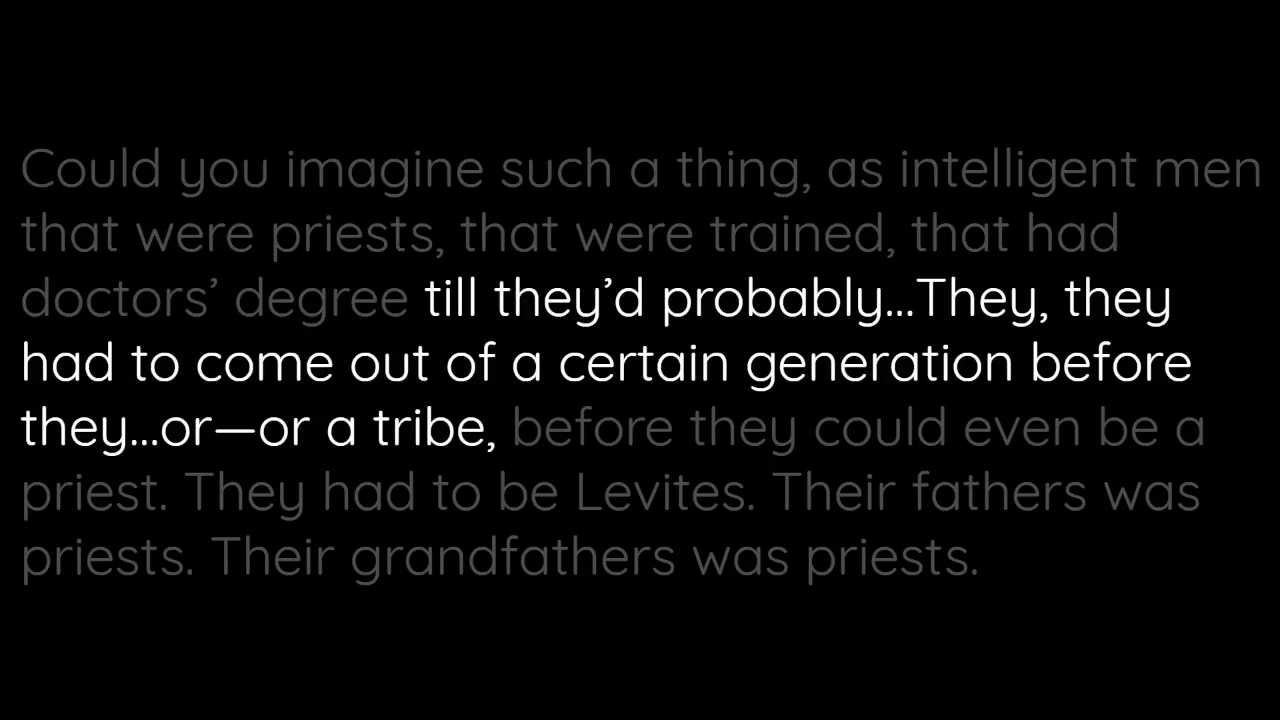 Could you imagine such a thing, as intelligent men
that were priests, that were trained, that had
doctors’ degree till they’d probably...They, they
had to come out of a certain generation before
they...or—or a tribe, before they could even be a
priest. They had to be Levites. Their fathers was
priests. Their grandfathers was priests.